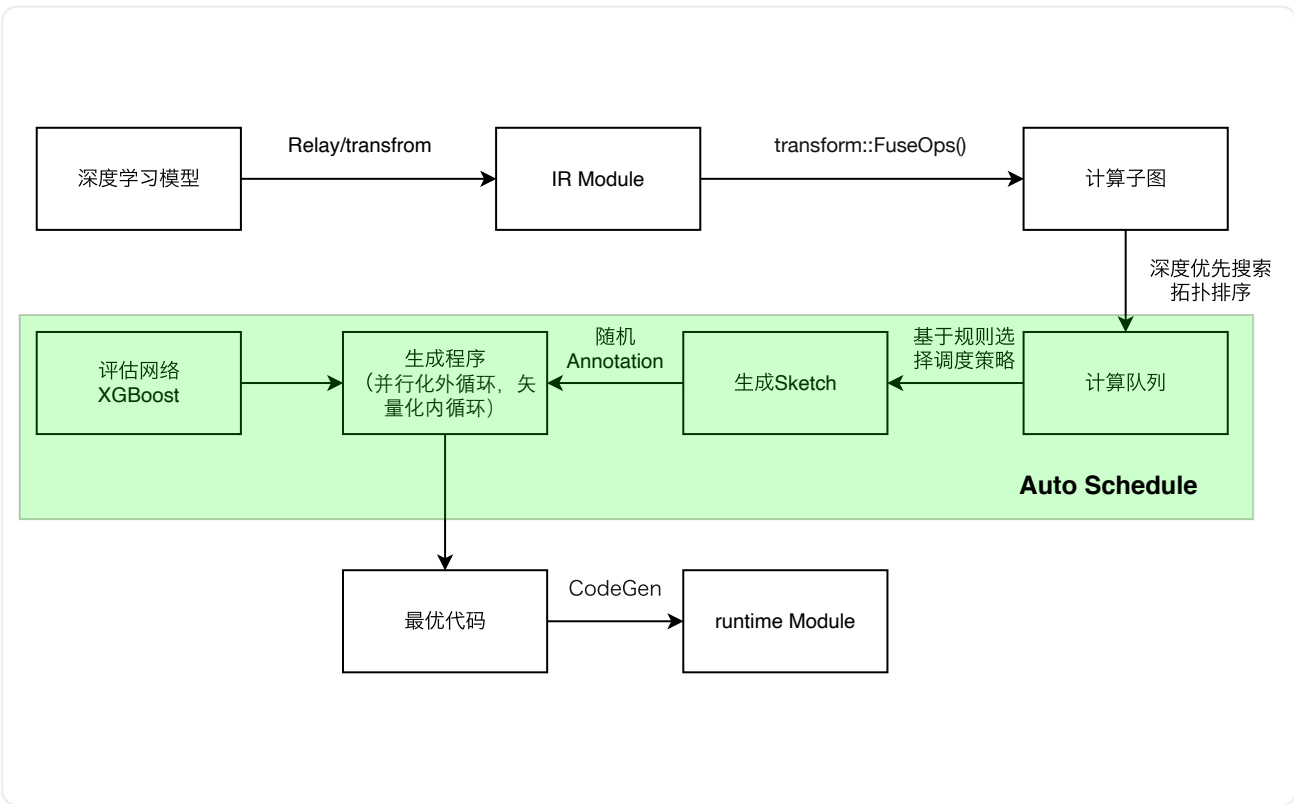 深度学习模型
Relay/transfrom
IR Module
transform::FuseOps()
计算子图
深度优先搜索
拓扑排序
评估网络
XGBoost
生成程序
（并行化外循环，矢
量化内循环）
随机
Annotation
生成Sketch
基于规则选
择调度策略
计算队列
Auto Schedule
最优代码
CodeGen
runtime Module